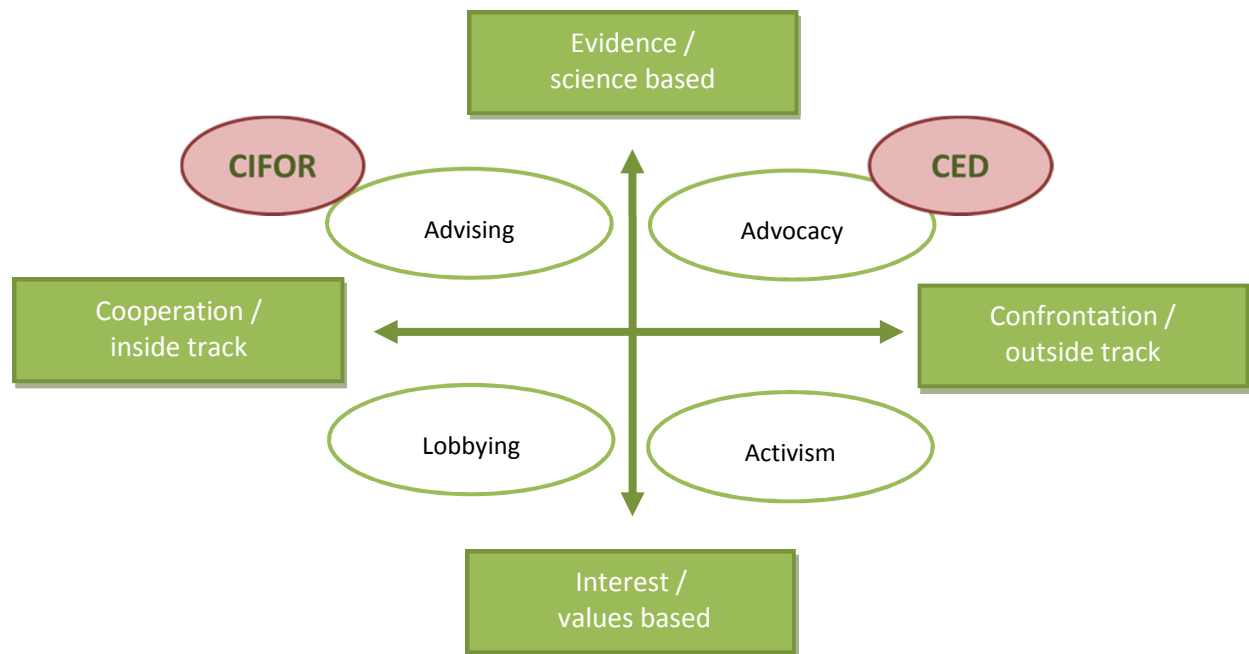 Evidence /
science based
CIFOR
CED
Advising
Advocacy
Cooperation /
inside track
Confrontation /
outside track
Lobbying
Activism
Interest /
values based